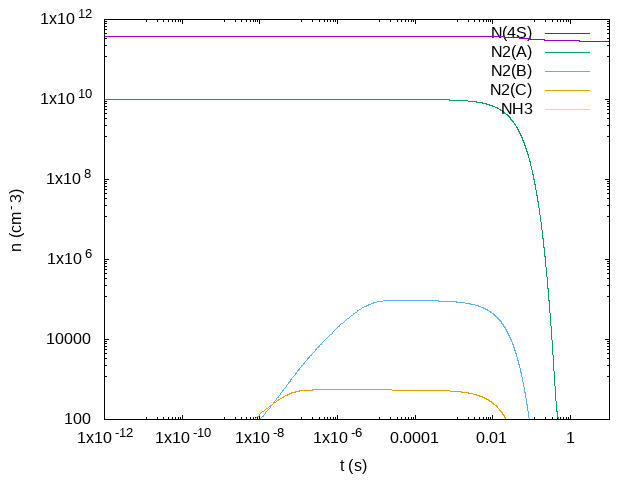 1x10 12
1x10 10
1x10 8
1x10 6
10000
100
n (cm- 3)
N(4S)
N2(A)
N2(B)
N2(C)
NH3
1x10 -12
1x10 -10
1x10 -8
1x10 -6
0.0001
0.01
1
t (s)